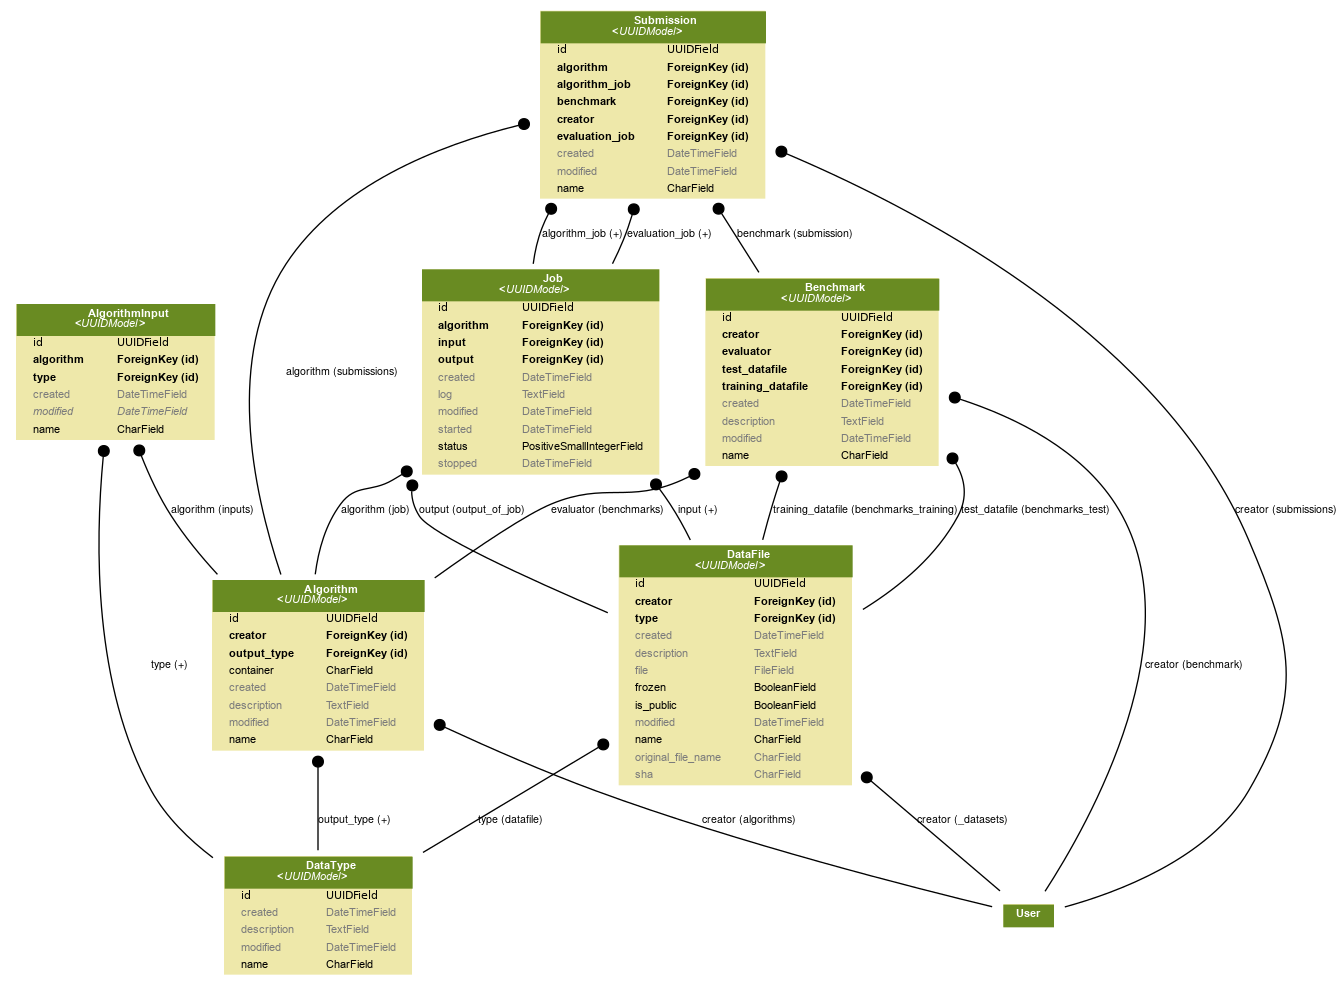 Submission
<UUIDModel>
id UUIDField
algorithm ForeignKey (id)
algorithm_job ForeignKey (id)
benchmark ForeignKey (id)
creator ForeignKey (id)
evaluation_job ForeignKey (id)
created DateTimeField
modified DateTimeField
name CharField
algorithm_job (+)
evaluation_job (+)
benchmark (submission)
Job
<UUIDModel>
id UUIDField
algorithm ForeignKey (id)
input ForeignKey (id)
output ForeignKey (id)
created DateTimeField
log TextField
modified DateTimeField
started DateTimeField
status PositiveSmallIntegerField
stopped DateTimeField
Benchmark
<UUIDModel>
id UUIDField
creator ForeignKey (id)
evaluator ForeignKey (id)
test_datafile ForeignKey (id)
training_datafile ForeignKey (id)
created DateTimeField
description TextField
modified DateTimeField
name CharField
AlgorithmInput
<UUIDModel>
id UUIDField
algorithm ForeignKey (id)
type ForeignKey (id)
created DateTimeField
modified DateTimeField
name CharField
algorithm (submissions)
algorithm (inputs)
algorithm (job)
output (output_of_job)
evaluator (benchmarks)
input (+)
training_datafile (benchmarks_training)
test_datafile (benchmarks_test)
creator (submissions)
Algorithm
<UUIDModel>
id UUIDField
creator ForeignKey (id)
output_type ForeignKey (id)
container CharField
created DateTimeField
description TextField
modified DateTimeField
name CharField
DataFile
<UUIDModel>
id UUIDField
creator ForeignKey (id)
type ForeignKey (id)
created DateTimeField
description TextField
file FileField
frozen BooleanField
is_public BooleanField
modified DateTimeField
name CharField
original_file_name CharField
sha CharField
type (+)
creator (benchmark)
output_type (+)
type (datafile)
creator (algorithms)
creator (_datasets)
DataType
<UUIDModel>
id UUIDField
created DateTimeField
description TextField
modified DateTimeField
name CharField
User